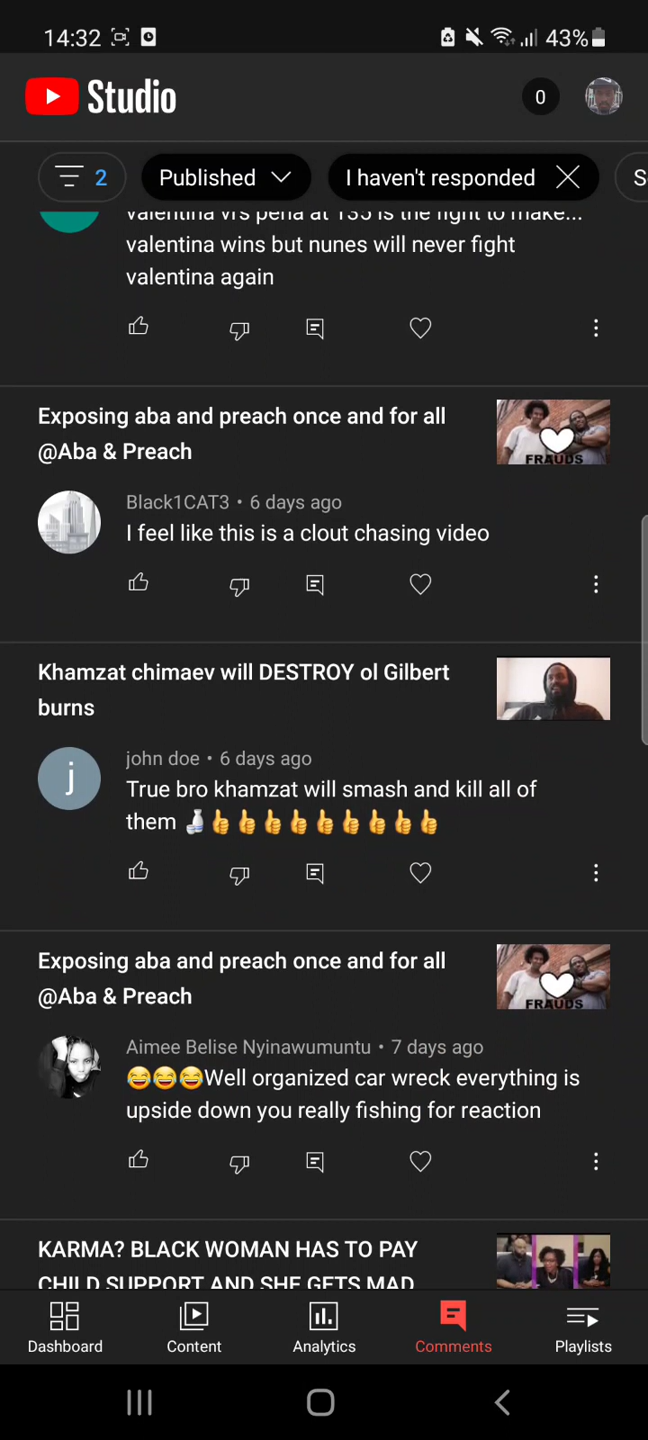 14:32 43%
Studio
0
2 Published I haven't responded S
valentina vrs pena at 135 is the fight to make...
valentina wins but nunes will never fight
valentina again
Exposing aba and preach once and for all
@Aba & Preach
FRAUDS
Black1CAT3 • 6 days ago
I feel like this is a clout chasing video
Khamzat chimaev will DESTROY ol Gilbert
burns
j
john doe • 6 days ago
True bro khamzat will smash and kill all of
them 🍶👍👍👍👍👍👍👍👍👍
Exposing aba and preach once and for all
@Aba & Preach
FRAUDS
Aimee Belise Nyinawumuntu • 7 days ago
😂😂😂Well organized car wreck everything is
upside down you really fishing for reaction
KARMA? BLACK WOMAN HAS TO PAY
CHILD SUPPORT AND SHE GETS MAD
Dashboard Content Analytics Comments Playlists